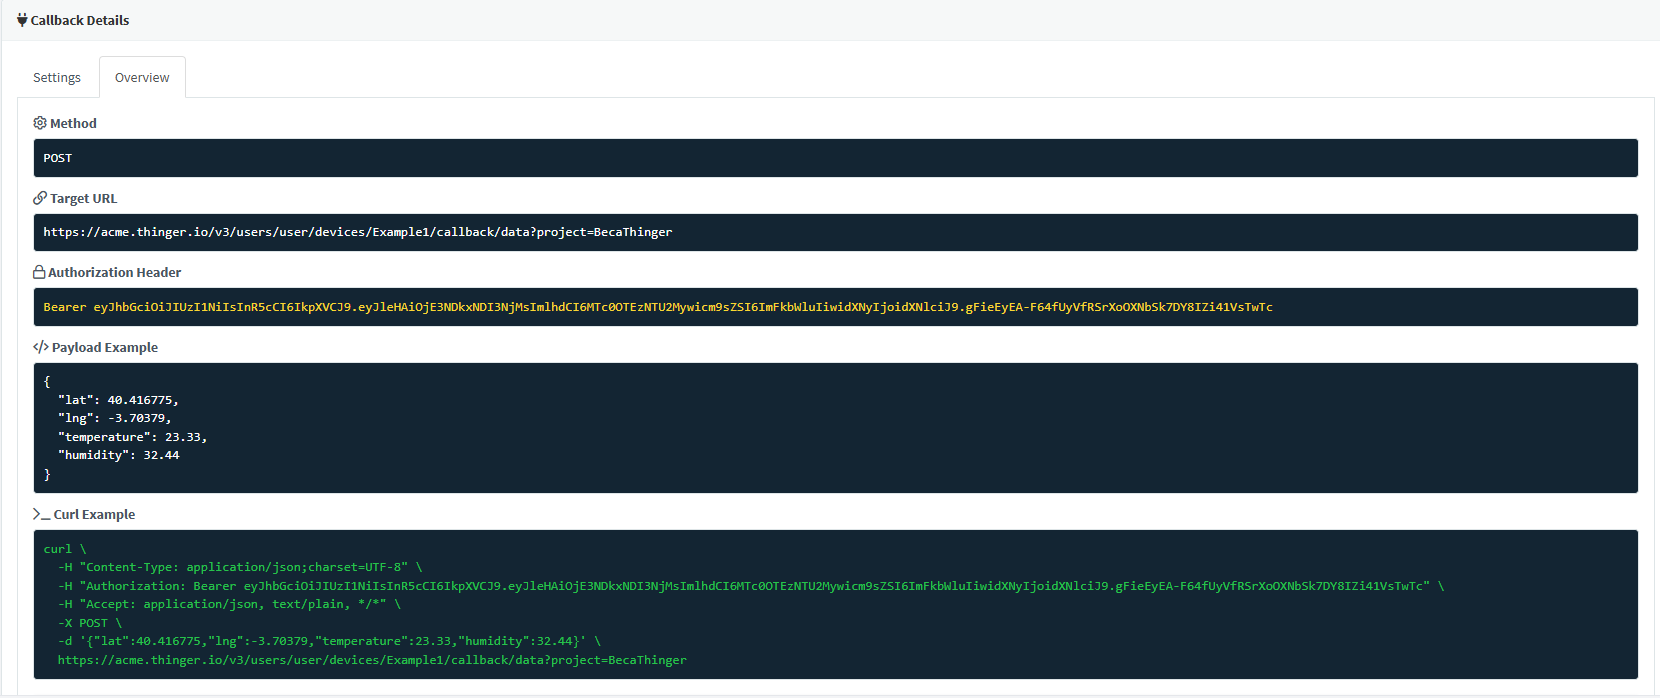 Callback Details
Settings
Overview
Method
POST
Target URL
https://acme.thinger.io/v3/users/user/devices/Example1/callback/data?project=BecaThinger
Authorization Header
Bearer eyJhbGciOiJIUzI1NiIsInR5cCI6IkpXVCJ9.eyJleHAiOjE3NDkxNDI3NjMsImlhdCI6MTc0OTEzNTU2Mywicm9sZSI6ImFkbWluIiwidXNyIjoidXNlciJ9.gFieEyEA-F64fUyVfRSrXoOXNbSk7DY8IZi41VsTwTc
Payload Example
{
  "lat": 40.416775,
  "lng": -3.70379,
  "temperature": 23.33,
  "humidity": 32.44
}
Curl Example
curl \
  -H "Content-Type: application/json;charset=UTF-8" \
  -H "Authorization: Bearer eyJhbGciOiJIUzI1NiIsInR5cCI6IkpXVCJ9.eyJleHAiOjE3NDkxNDI3NjMsImlhdCI6MTc0OTEzNTU2Mywicm9sZSI6ImFkbWluIiwidXNyIjoidXNlciJ9.gFieEyEA-F64fUyVfRSrXoOXNbSk7DY8IZi41VsTwTc" \
  -H "Accept: application/json, text/plain, */*" \
  -X POST \
  -d '{"lat":40.416775,"lng":-3.70379,"temperature":23.33,"humidity":32.44}' \
  https://acme.thinger.io/v3/users/user/devices/Example1/callback/data?project=BecaThinger